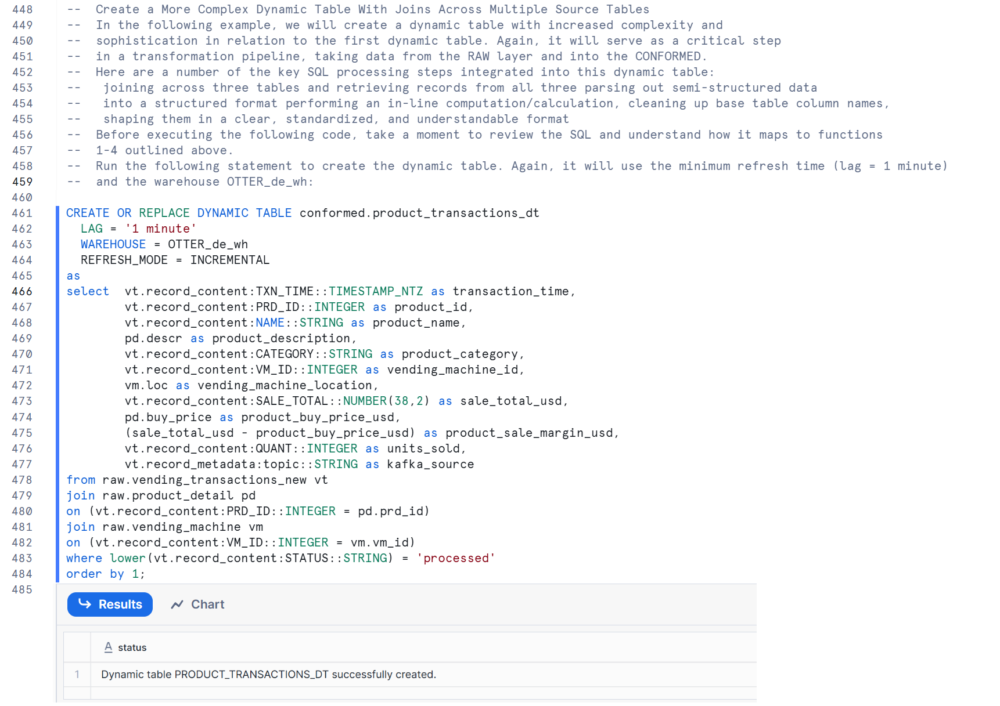 448 -- Create a More Complex Dynamic Table With Joins Across Multiple Source Tables
449 -- In the following example, we will create a dynamic table with increased complexity and
450 -- sophistication in relation to the first dynamic table. Again, it will serve as a critical step
451 -- in a transformation pipeline, taking data from the RAW layer and into the CONFORMED.
452 -- Here are a number of the key SQL processing steps integrated into this dynamic table:
453 --  joining across three tables and retrieving records from all three parsing out semi-structured data
454 --  into a structured format performing an in-line computation/calculation, cleaning up base table column names,
455 --  shaping them in a clear, standardized, and understandable format
456 -- Before executing the following code, take a moment to review the SQL and understand how it maps to functions
457 -- 1-4 outlined above.
458 -- Run the following statement to create the dynamic table. Again, it will use the minimum refresh time (lag = 1 minute)
459 -- and the warehouse OTTER_de_wh:
460
461 CREATE OR REPLACE DYNAMIC TABLE conformed.product_transactions_dt
462   LAG = '1 minute'
463   WAREHOUSE = OTTER_de_wh
464   REFRESH_MODE = INCREMENTAL
465 as
466 select  vt.record_content:TXN_TIME::TIMESTAMP_NTZ as transaction_time,
467         vt.record_content:PRD_ID::INTEGER as product_id,
468         vt.record_content:NAME::STRING as product_name,
469         pd.descr as product_description,
470         vt.record_content:CATEGORY::STRING as product_category,
471         vt.record_content:VM_ID::INTEGER as vending_machine_id,
472         vm.loc as vending_machine_location,
473         vt.record_content:SALE_TOTAL::NUMBER(38,2) as sale_total_usd,
474         pd.buy_price as product_buy_price_usd,
475         (sale_total_usd - product_buy_price_usd) as product_sale_margin_usd,
476         vt.record_content:QUANT::INTEGER as units_sold,
477         vt.record_metadata:topic::STRING as kafka_source
478 from raw.vending_transactions_new vt
479 join raw.product_detail pd
480 on (vt.record_content:PRD_ID::INTEGER = pd.prd_id)
481 join raw.vending_machine vm
482 on (vt.record_content:VM_ID::INTEGER = vm.vm_id)
483 where lower(vt.record_content:STATUS::STRING) = 'processed'
484 order by 1;
485
Results Chart
A status
1 Dynamic table PRODUCT_TRANSACTIONS_DT successfully created.